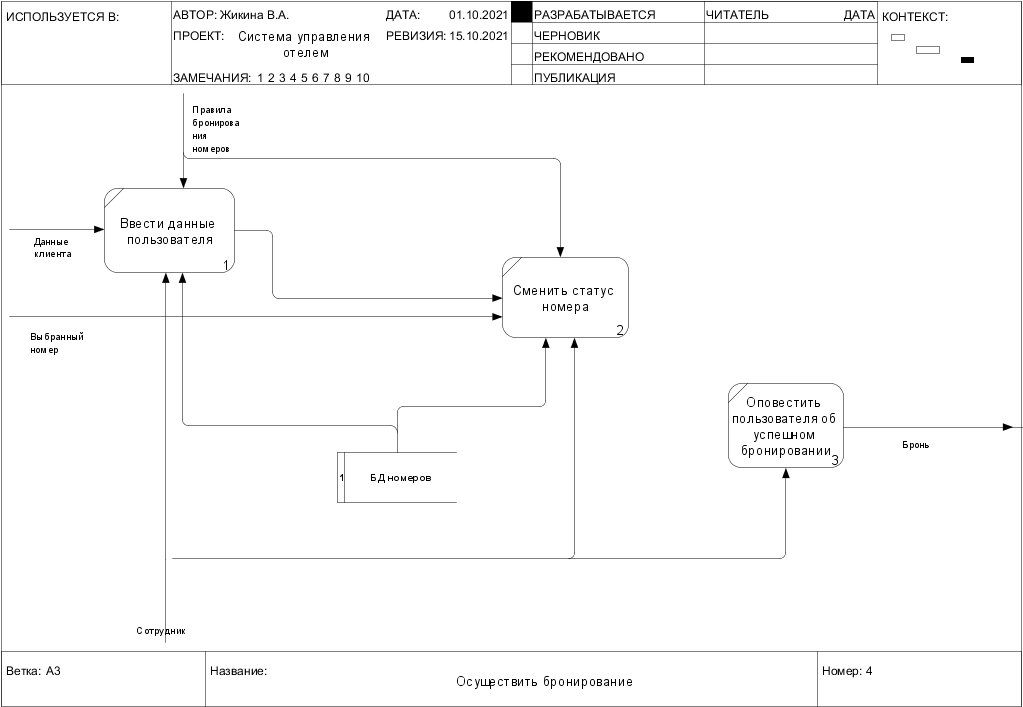 ИСПОЛЬЗУЕТСЯ В:
АВТОР: Жикина В.А.
ДАТА: 01.10.2021
РАЗРАБАТЫВАЕТСЯ
ЧИТАТЕЛЬ
ДАТА
КОНТЕКСТ:
ПРОЕКТ: Система управления
отелем
РЕВИЗИЯ: 15.10.2021
ЧЕРНОВИК
РЕКОМЕНДОВАНО
ЗАМЕЧАНИЯ: 1 2 3 4 5 6 7 8 9 10
ПУБЛИКАЦИЯ
Правила
брониро​ва
ния
номеров
Ввести данные
пользователя
1
Данные
клиента
Сменить статус
номера
2
Выбранный
номер
Оповестить
пользователя об
успешном
бронировании
3
Бронь
1
БД номеров
Сотрудник
Ветка: А3
Название:
Осуществить бронирование
Номер: 4